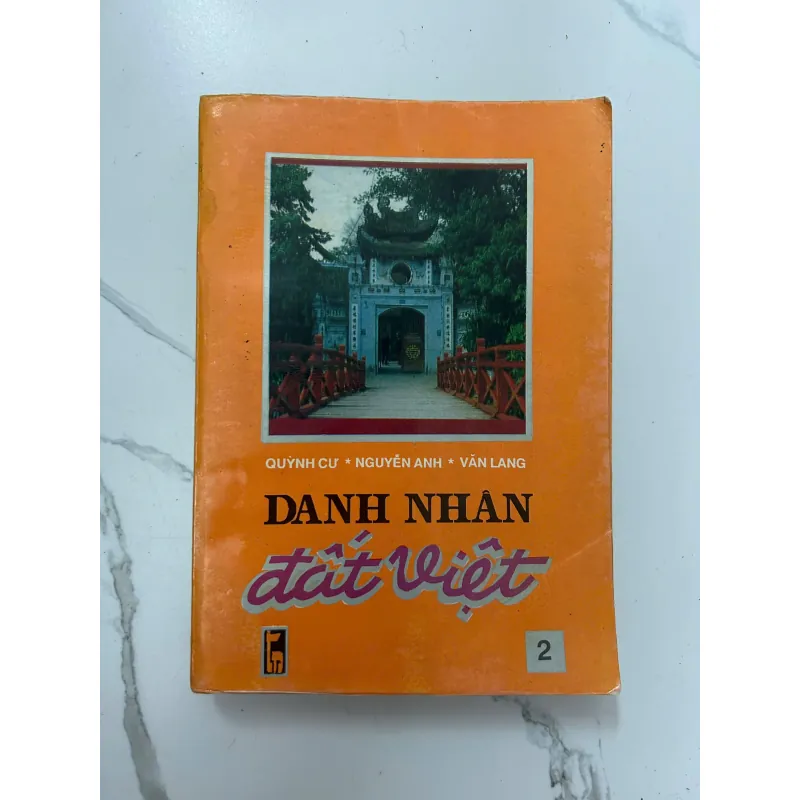 QUỲNH CƯ * NGUYỄN ANH * VĂN LANG
DANH NHÂN
đất việt
2